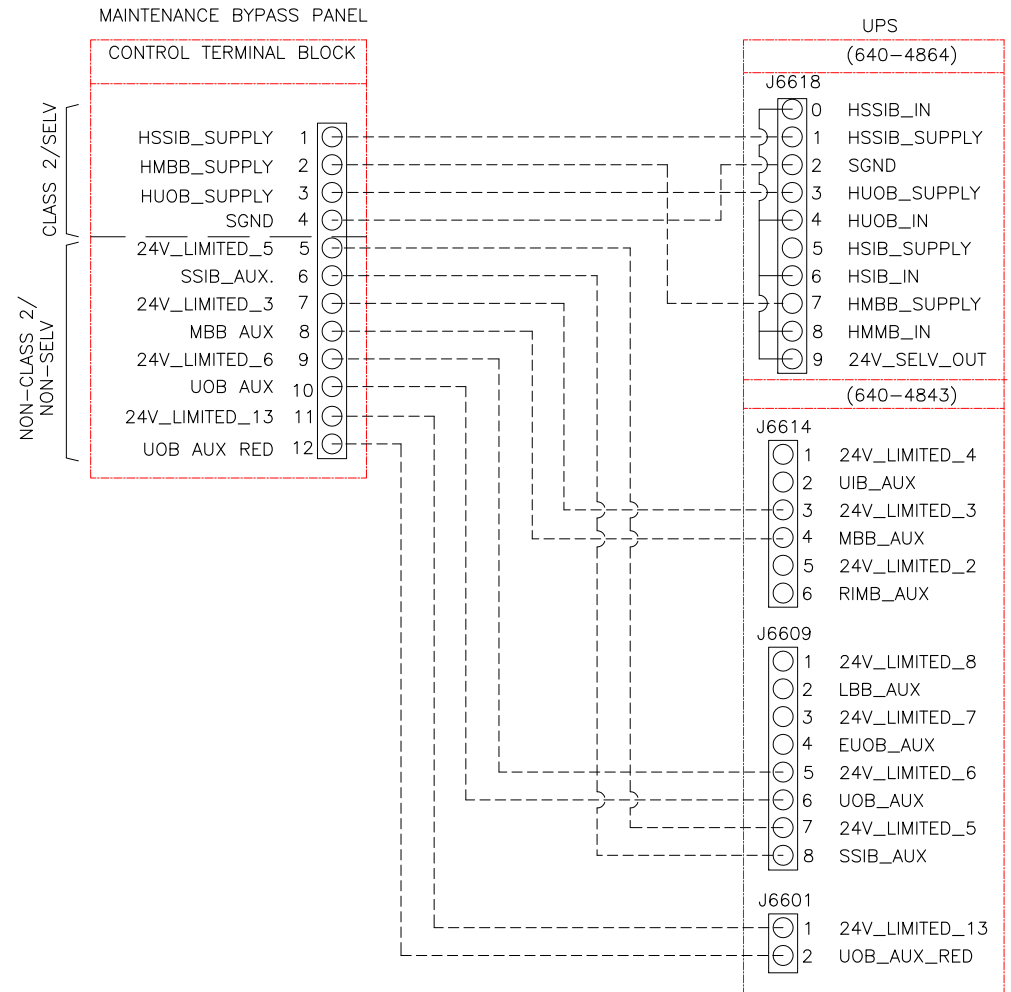 MAINTENANCE BYPASS PANEL
CONTROL TERMINAL BLOCK
CLASS 2/SELV
HSSIB_SUPPLY 1
HMBB_SUPPLY 2
HUOB_SUPPLY 3
SGND 4
NON-CLASS 2/
NON-SELV
24V_LIMITED_5 5
SSIB_AUX. 6
24V_LIMITED_3 7
MBB AUX 8
24V_LIMITED_6 9
UOB AUX 10
24V_LIMITED_13 11
UOB AUX RED 12
UPS
(640-4864)
J6618
0 HSSIB_IN
1 HSSIB_SUPPLY
2 SGND
3 HUOB_SUPPLY
4 HUOB_IN
5 HSIB_SUPPLY
6 HSIB_IN
7 HMBB_SUPPLY
8 HMMB_IN
9 24V_SELV_OUT
(640-4843)
J6614
1 24V_LIMITED_4
2 UIB_AUX
3 24V_LIMITED_3
4 MBB_AUX
5 24V_LIMITED_2
6 RIMB_AUX
J6609
1 24V_LIMITED_8
2 LBB_AUX
3 24V_LIMITED_7
4 EUOB_AUX
5 24V_LIMITED_6
6 UOB_AUX
7 24V_LIMITED_5
8 SSIB_AUX
J6601
1 24V_LIMITED_13
2 UOB_AUX_RED